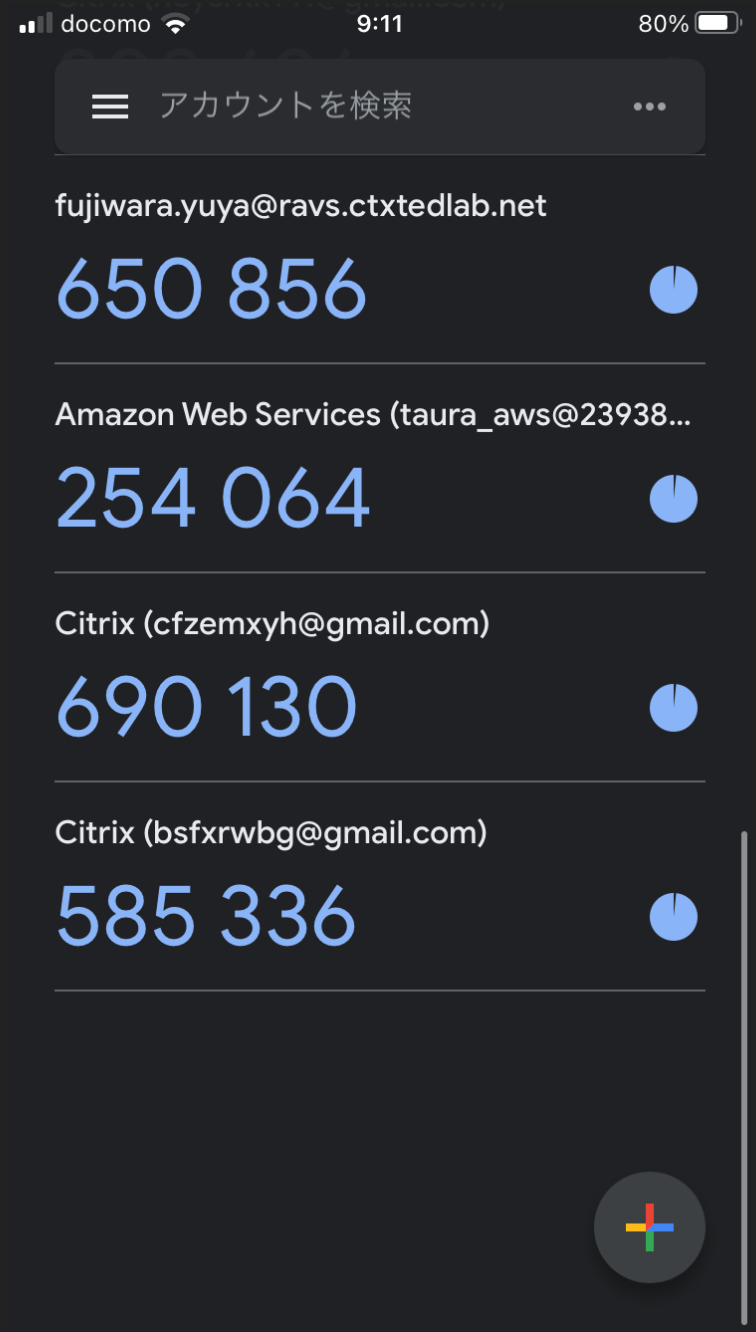 docomo 9:11 80%
アカウントを検索
fujiwara.yuya@ravs.ctxtedlab.net
650 856
Amazon Web Services (taura_aws@23938...
254 064
Citrix (cfzemxyh@gmail.com)
690 130
Citrix (bsfxrwbg@gmail.com)
585 336